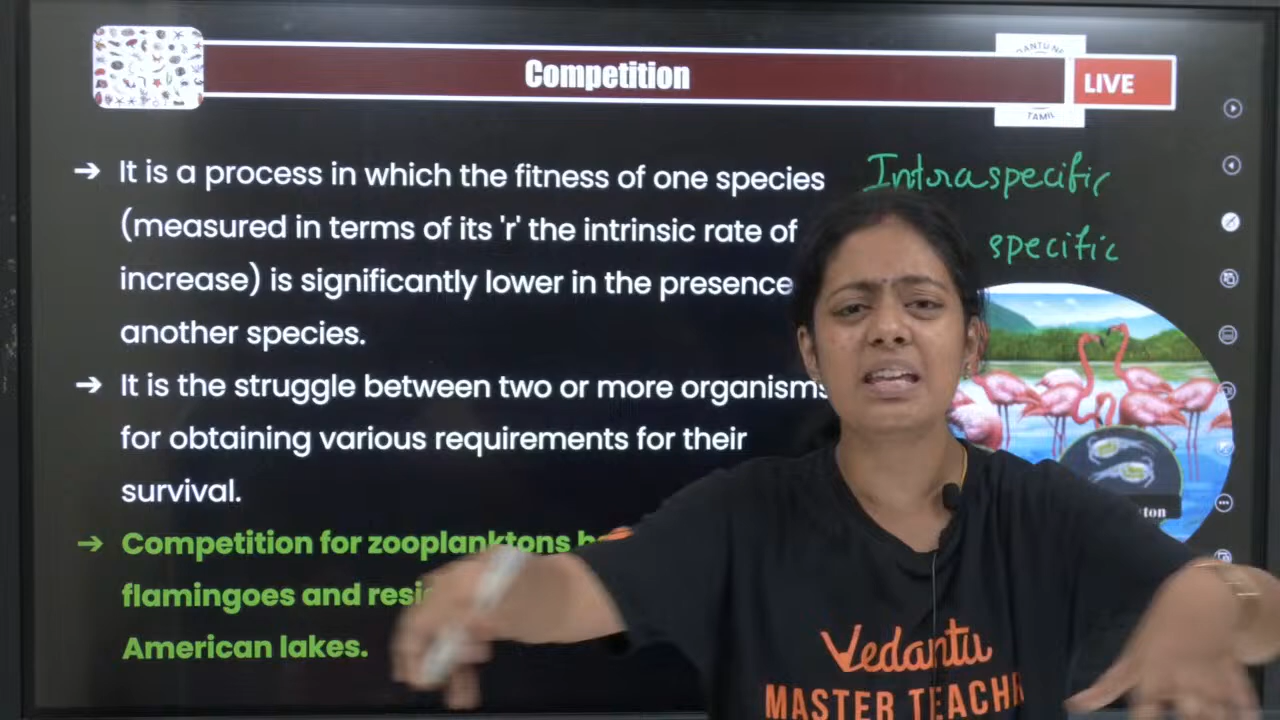 Competition
LIVE
TAMIL
➔ It is a process in which the fitness of one species
(measured in terms of its 'r' the intrinsic rate of
increase) is significantly lower in the presence
another species.
➔ It is the struggle between two or more organisms
for obtaining various requirements for their
survival.
➔ Competition for zooplanktons
flamingoes and
American lakes.
Intraspecific
specific
Vedantu
MASTER